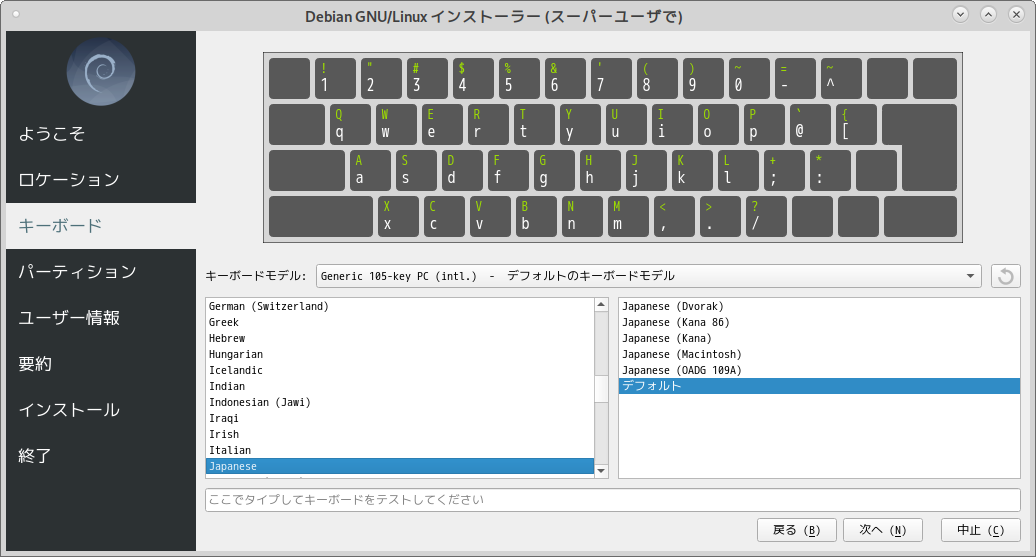 Debian GNU/Linux インストーラー (スーパーユーザで)
ようこそ
ロケーション
キーボード
パーティション
ユーザー情報
要約
インストール
終了
! " # $ % & ' ( ) ~ = ~
1 2 3 4 5 6 7 8 9 0 - ^
Q W E R T Y U I O P ` {
q w e r t y u i o p @ [
A S D F G H J K L + *
a s d f g h j k l ; :
X C V B N M < > ?
x c v b n m , . /
キーボードモデル: Generic 105-key PC (intl.) - デフォルトのキーボードモデル
German (Switzerland)
Greek
Hebrew
Hungarian
Icelandic
Indian
Indonesian (Jawi)
Iraqi
Irish
Italian
Japanese
Japanese (Dvorak)
Japanese (Kana 86)
Japanese (Kana)
Japanese (Macintosh)
Japanese (OADG 109A)
デフォルト
ここでタイプしてキーボードをテストしてください
戻る (B) 次へ (N) 中止 (C)